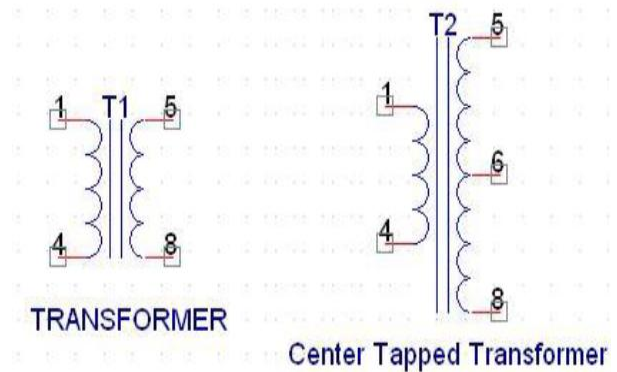 1 T1 5
4 8
TRANSFORMER
T2 5
1
6
4
8
Center Tapped Transformer